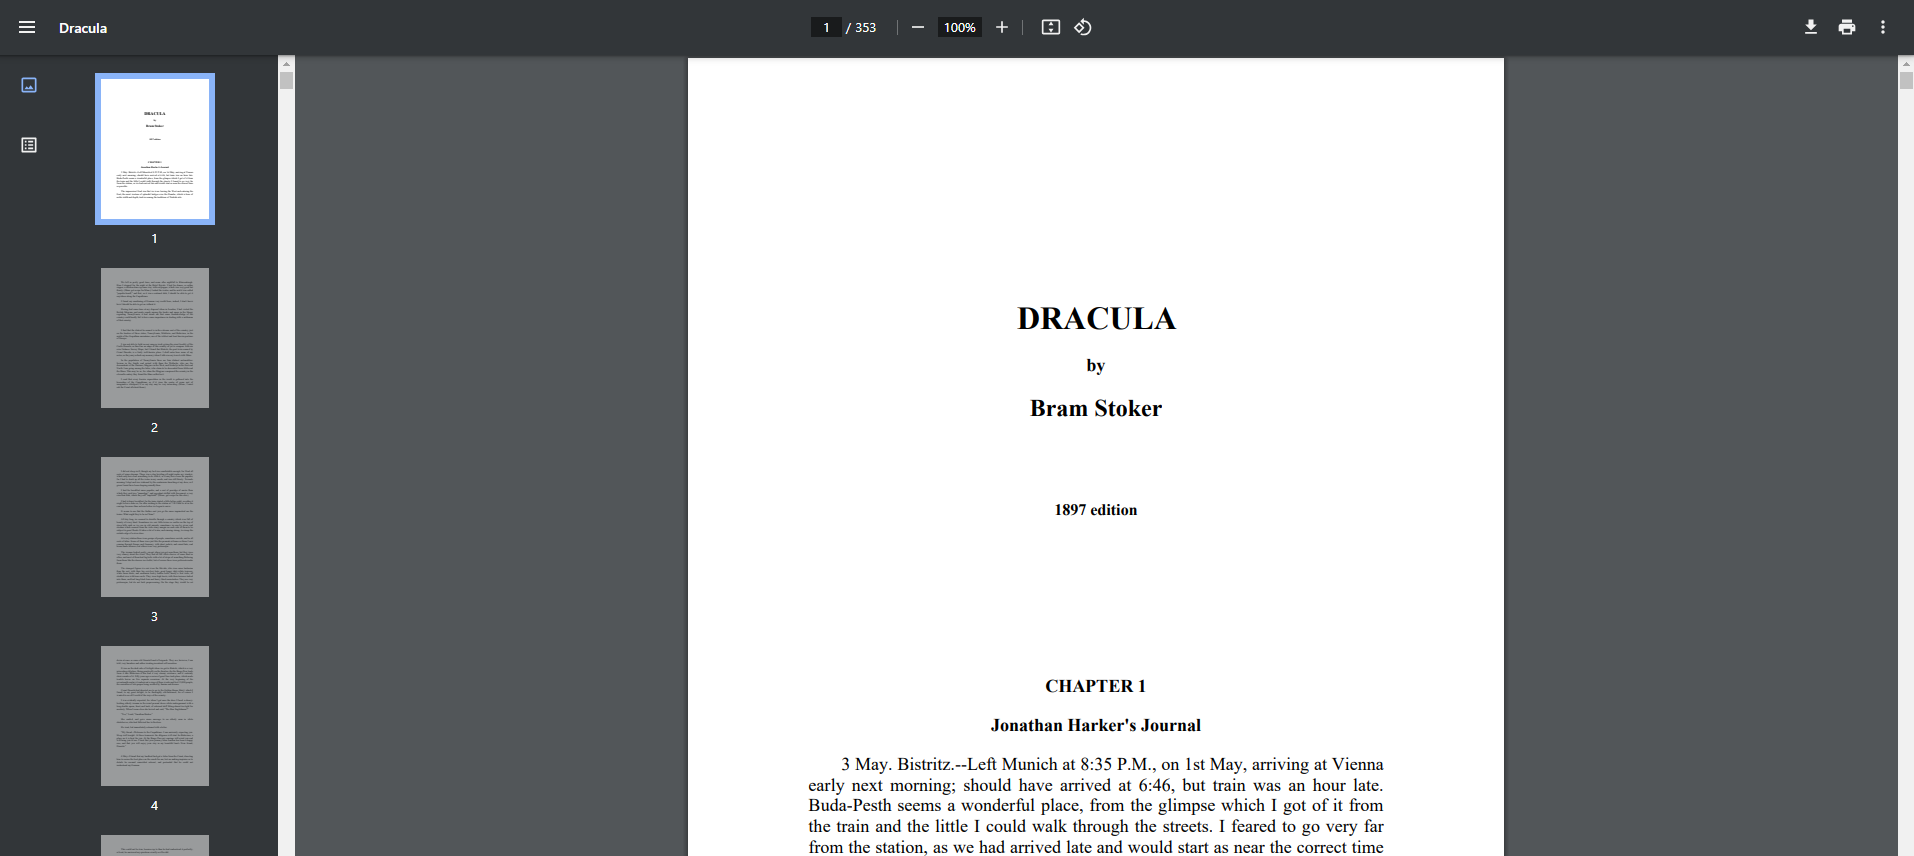 Dracula
1 / 353
100%
1
2
3
4
DRACULA
by
Bram Stoker
1897 edition
CHAPTER 1
Jonathan Harker's Journal
3 May. Bistritz.--Left Munich at 8:35 P.M., on 1st May, arriving at Vienna
early next morning; should have arrived at 6:46, but train was an hour late.
Buda-Pesth seems a wonderful place, from the glimpse which I got of it from
the train and the little I could walk through the streets. I feared to go very far
from the station, as we had arrived late and would start as near the correct time